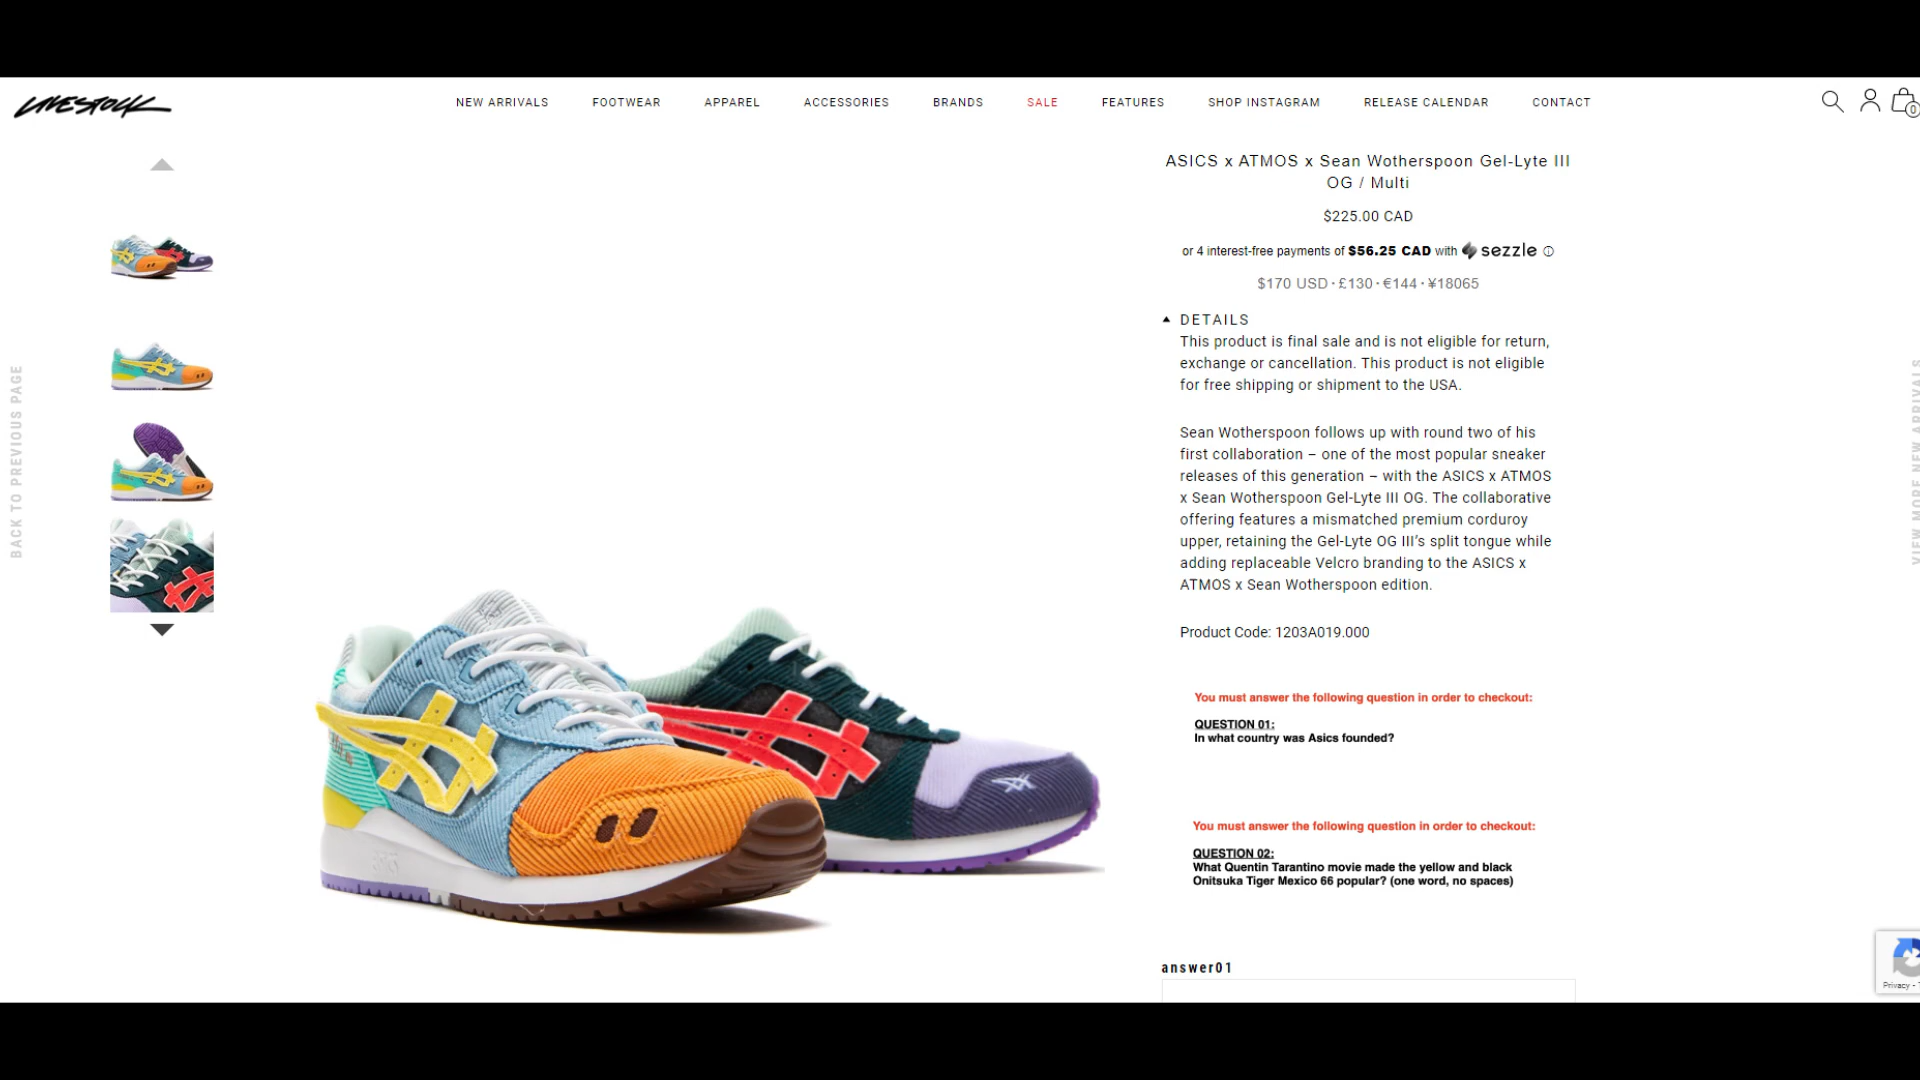 LIVESTOCK
NEW ARRIVALS FOOTWEAR APPAREL ACCESSORIES BRANDS SALE FEATURES SHOP INSTAGRAM RELEASE CALENDAR CONTACT
0
BACK TO PREVIOUS PAGE
ASICS x ATMOS x Sean Wotherspoon Gel-Lyte III
OG / Multi
$225.00 CAD
or 4 interest-free payments of $56.25 CAD with sezzle
$170 USD · £130 · €144 · ¥18065
DETAILS
This product is final sale and is not eligible for return,
exchange or cancellation. This product is not eligible
for free shipping or shipment to the USA.
Sean Wotherspoon follows up with round two of his
first collaboration – one of the most popular sneaker
releases of this generation – with the ASICS x ATMOS
x Sean Wotherspoon Gel-Lyte III OG. The collaborative
offering features a mismatched premium corduroy
upper, retaining the Gel-Lyte OG III’s split tongue while
adding replaceable Velcro branding to the ASICS x
ATMOS x Sean Wotherspoon edition.
Product Code: 1203A019.000
You must answer the following question in order to checkout:
QUESTION 01:
In what country was Asics founded?
You must answer the following question in order to checkout:
QUESTION 02:
What Quentin Tarantino movie made the yellow and black
Onitsuka Tiger Mexico 66 popular? (one word, no spaces)
answer01
VIEW MORE NEW ARRIVALS
Privacy -